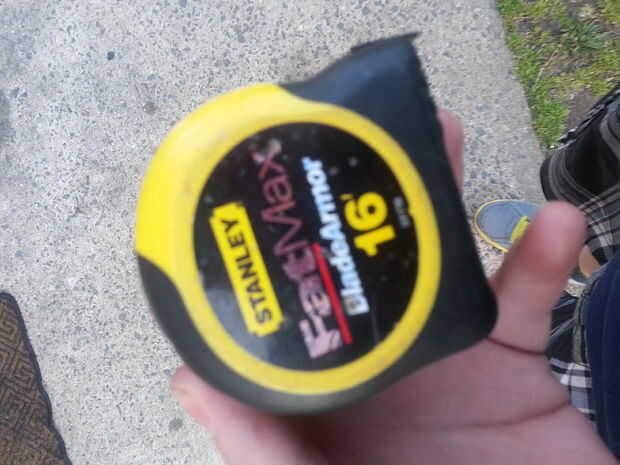 STANLEY
FatMax
BladeArmor
16'